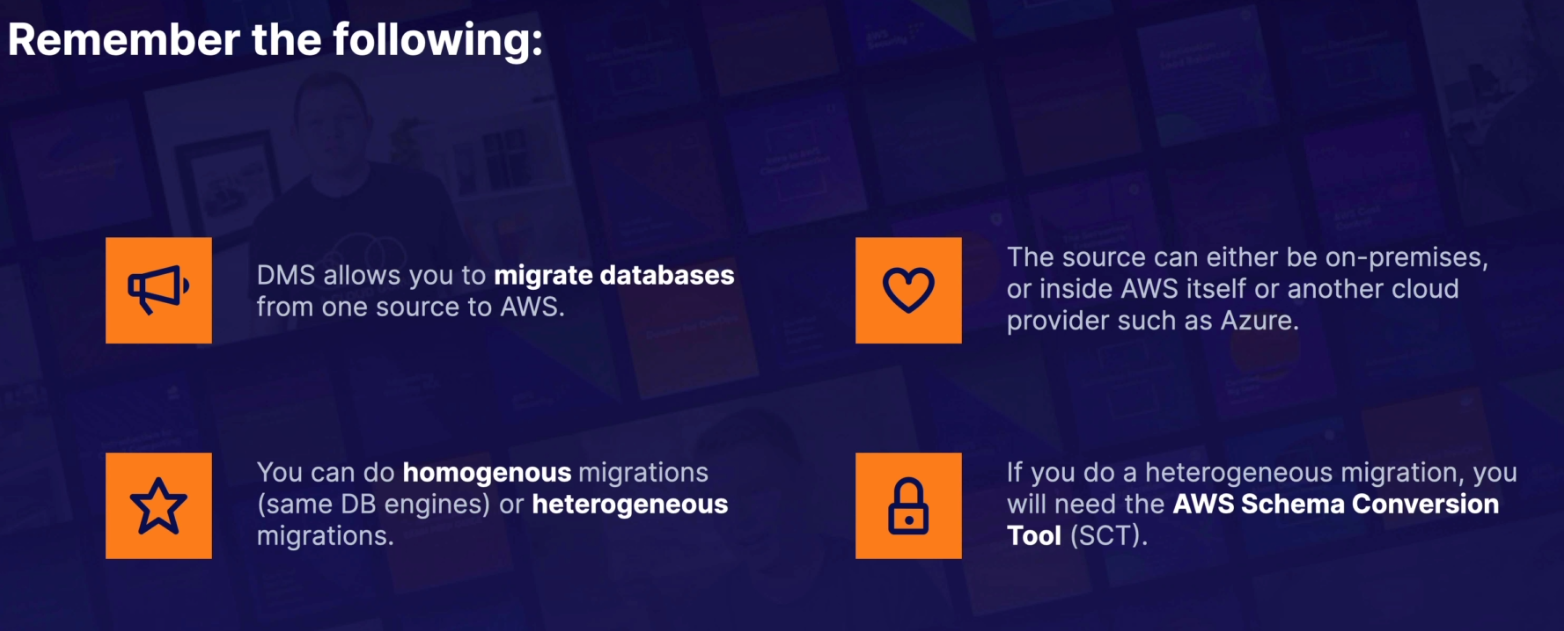 Remember the following:
DMS allows you to migrate databases
from one source to AWS.
The source can either be on-premises,
or inside AWS itself or another cloud
provider such as Azure.
You can do homogenous migrations
(same DB engines) or heterogeneous
migrations.
If you do a heterogeneous migration, you
will need the AWS Schema Conversion
Tool (SCT).